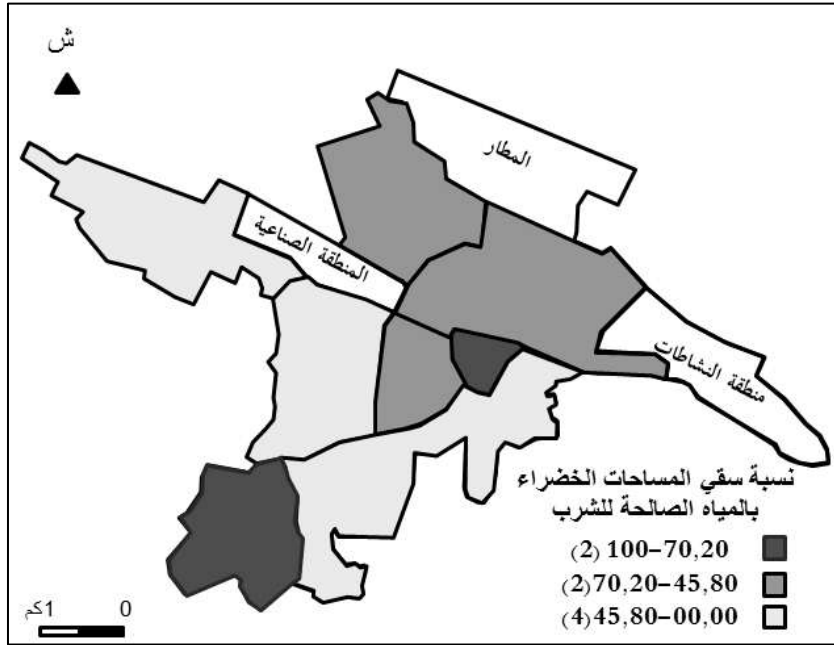 ش
المطار
المنطقة الصناعية
منطقة النشاطات
نسبة سقي المساحات الخضراء
بالمياه الصالحة للشرب
(2) 100-70,20
(2)70,20-45,80
(4)45,80-00,00
0 1كم